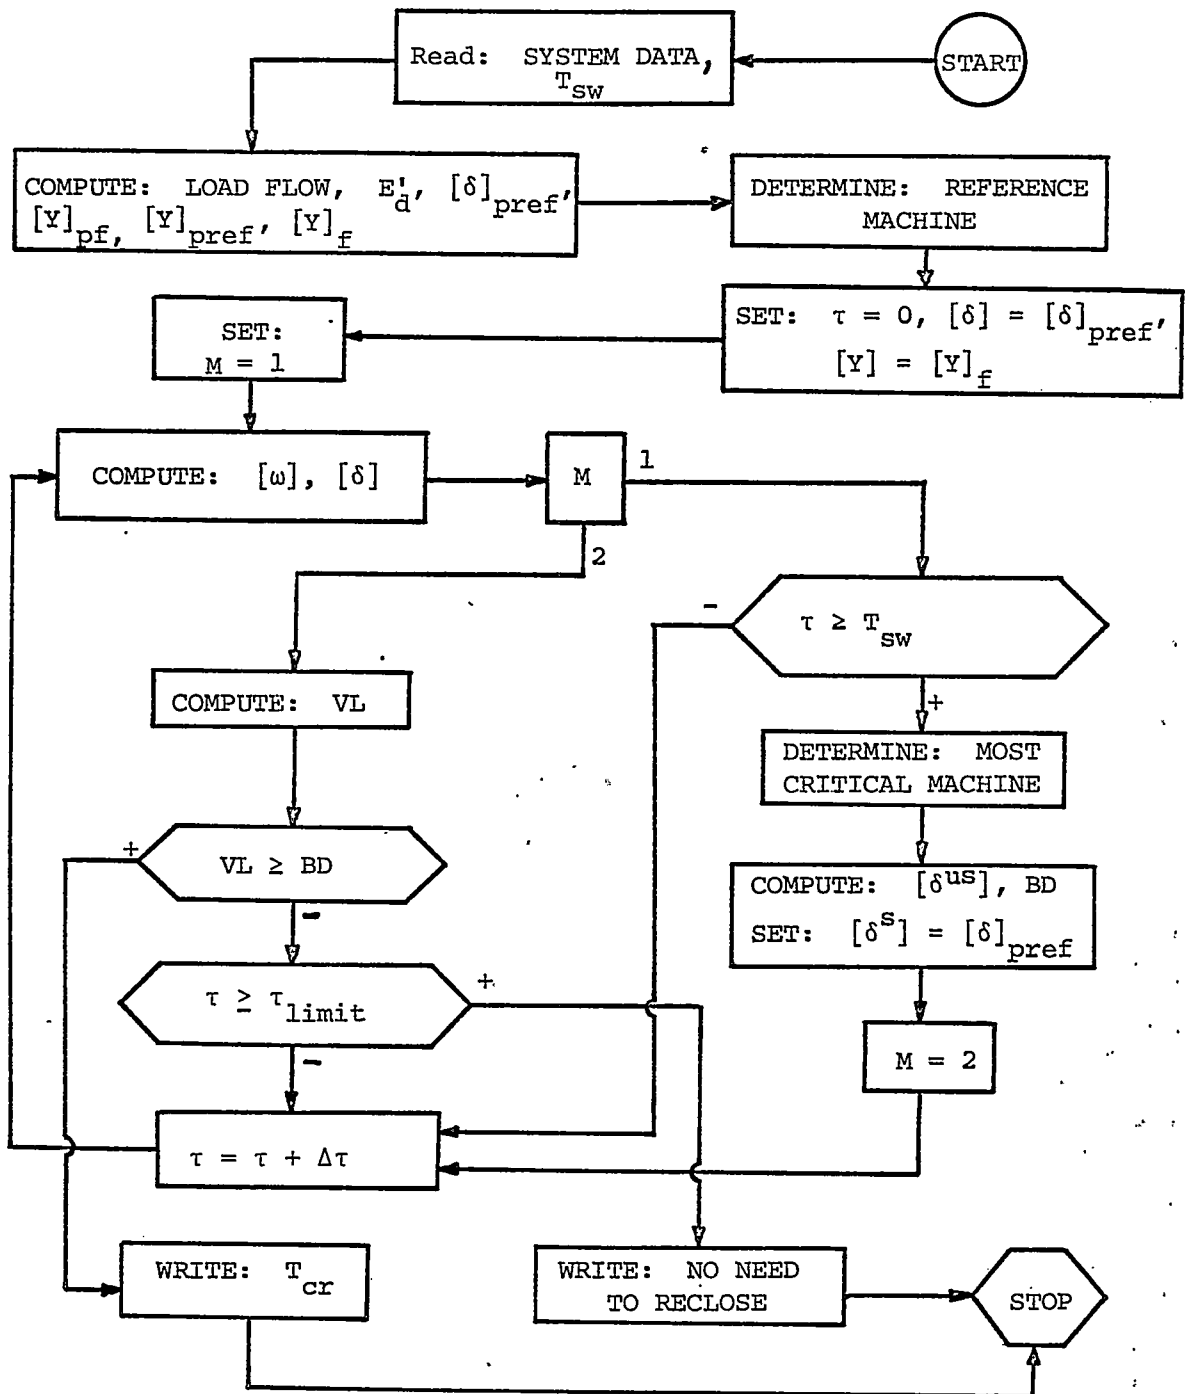 START
Read: SYSTEM DATA,
T_sw
COMPUTE: LOAD FLOW, E'_d, [δ]_pref,
[Y]_pf, [Y]_pref, [Y]_f
DETERMINE: REFERENCE
MACHINE
SET: τ = 0, [δ] = [δ]_pref,
[Y] = [Y]_f
SET:
M = 1
COMPUTE: [ω], [δ]
M
1
2
τ ≥ T_sw
-
+
DETERMINE: MOST
CRITICAL MACHINE
COMPUTE: [δ^us], BD
SET: [δ^s] = [δ]_pref
M = 2
COMPUTE: VL
VL ≥ BD
+
-
τ ≥ τ_limit
+
-
τ = τ + Δτ
WRITE: T_cr
WRITE: NO NEED
TO RECLOSE
STOP